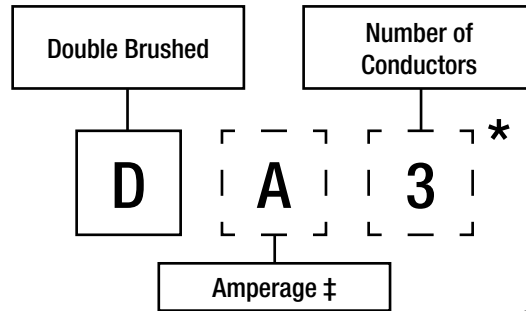 Double Brushed
Number of
Conductors
D A 3 *
Amperage ‡